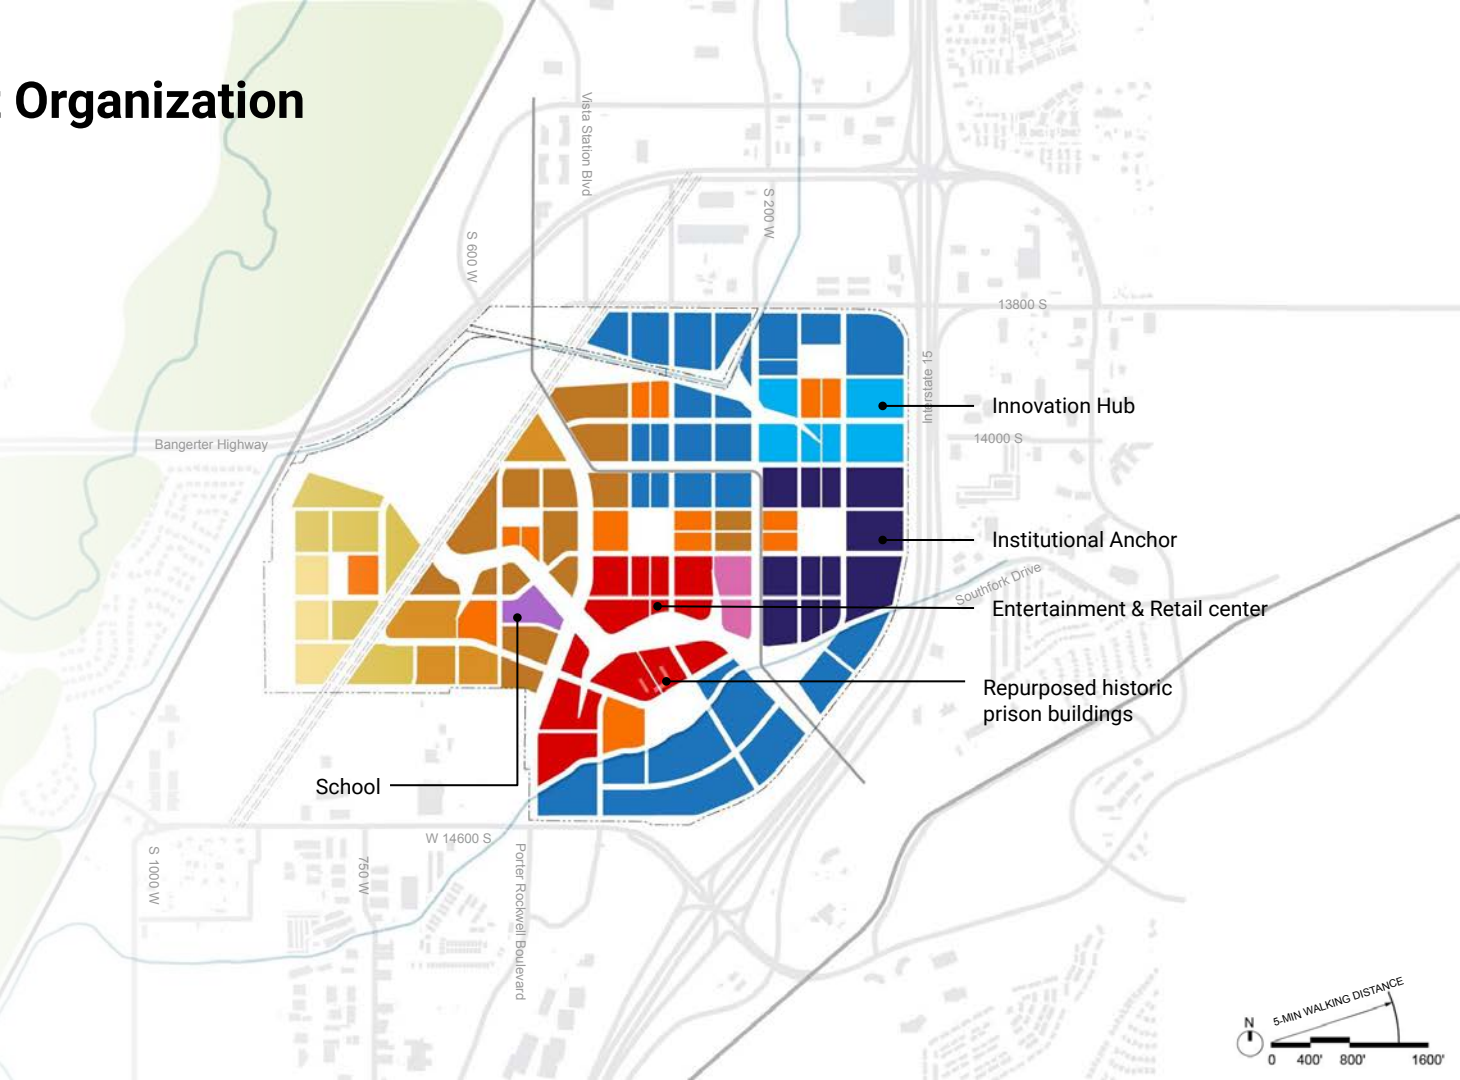 Organization
Vista Station Blvd
S 200 W
S 600 W
13800 S
Interstate 15
Innovation Hub
14000 S
Bangerter Highway
Institutional Anchor
Southfork Drive
Entertainment & Retail center
Repurposed historic
prison buildings
School
W 14600 S
S 1000 W
750 W
Porter Rockwell Boulevard
5-MIN WALKING DISTANCE
N
0 400' 800' 1600'